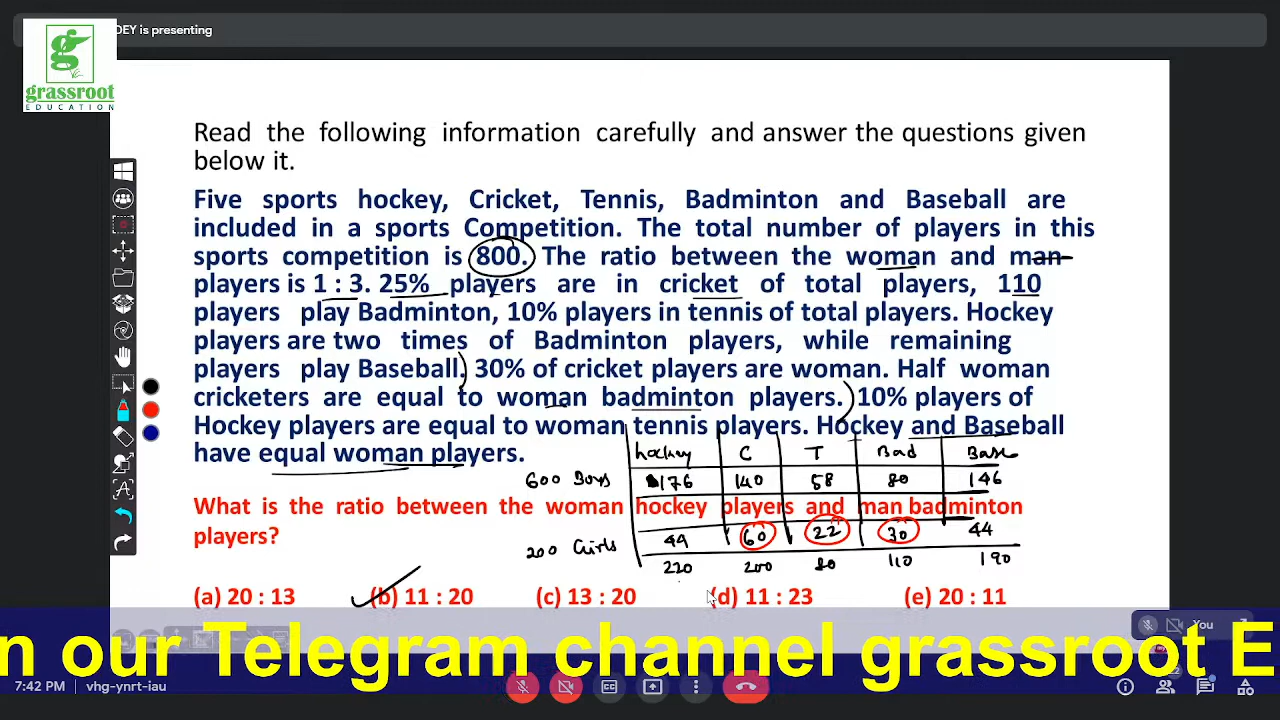 DEY is presenting
g
grassroot
EDUCATION
Read the following information carefully and answer the questions given
below it.
Five sports hockey, Cricket, Tennis, Badminton and Baseball are
included in a sports Competition. The total number of players in this
sports competition is 800. The ratio between the woman and man
players is 1 : 3. 25% players are in cricket of total players, 110
players play Badminton, 10% players in tennis of total players. Hockey
players are two times of Badminton players, while remaining
players play Baseball. 30% of cricket players are woman. Half woman
cricketers are equal to woman badminton players. 10% players of
Hockey players are equal to woman tennis players. Hockey and Baseball
have equal woman players.
hockey C T Bad Base
600 Boys 176 140 58 80 146
What is the ratio between the woman hockey players and man badminton
players?
200 Girls 44 60 22 30 44
220 200 80 110 190
(a) 20 : 13 (b) 11 : 20 (c) 13 : 20 (d) 11 : 23 (e) 20 : 11
You
n our Telegram channel grassroot E
7:42 PM vhg-ynrt-iau